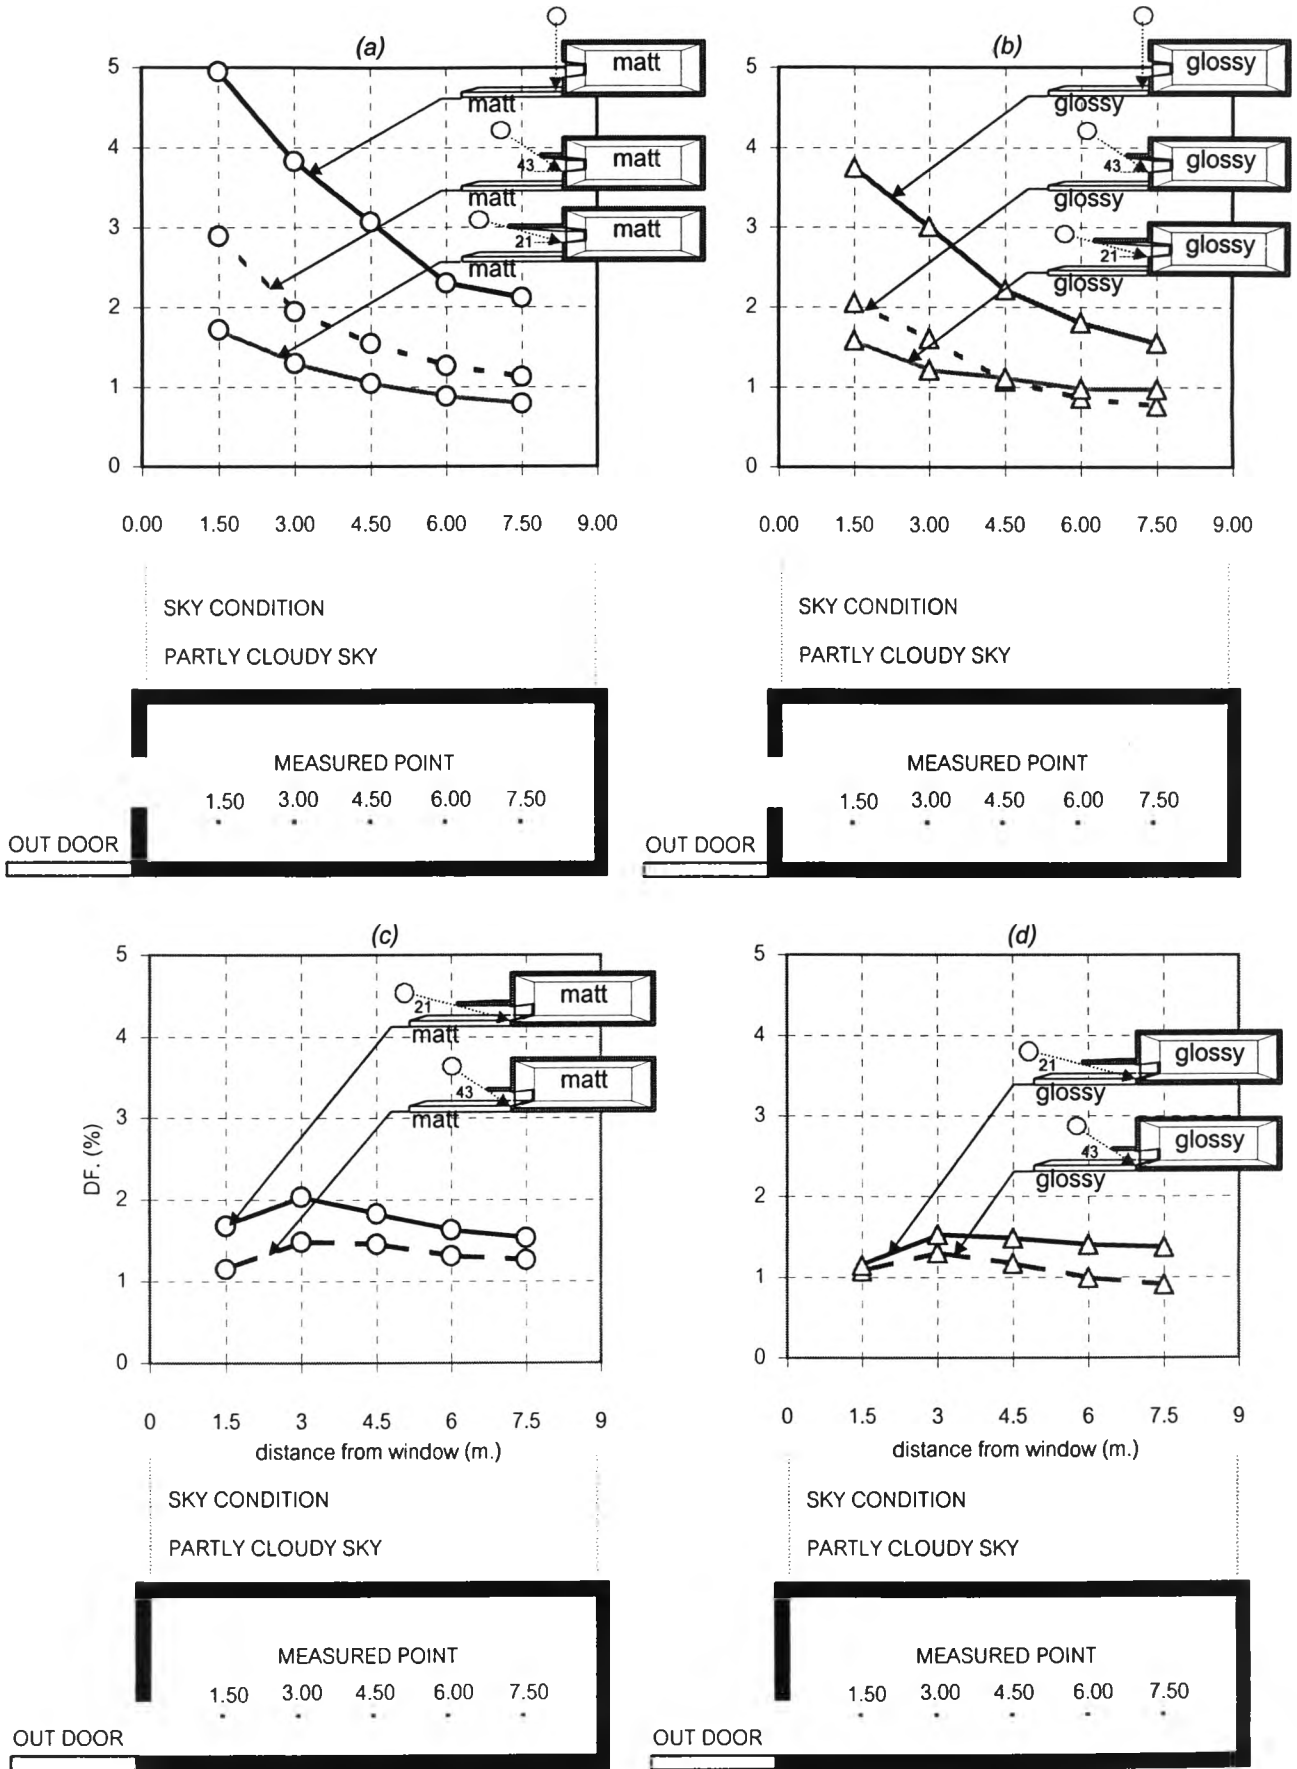 (a)
5
4
3
2
1
0
matt
matt
43
matt
matt
21
matt
matt
0.00 1.50 3.00 4.50 6.00 7.50 9.00
SKY CONDITION
PARTLY CLOUDY SKY
MEASURED POINT
1.50 3.00 4.50 6.00 7.50
OUT DOOR
(b)
5
4
3
2
1
0
glossy
glossy
43
glossy
glossy
21
glossy
glossy
0.00 1.50 3.00 4.50 6.00 7.50 9.00
SKY CONDITION
PARTLY CLOUDY SKY
MEASURED POINT
1.50 3.00 4.50 6.00 7.50
OUT DOOR
(c)
DF. (%)
5
4
3
2
1
0
21
matt
matt
43
matt
matt
0 1.5 3 4.5 6 7.5 9
distance from window (m.)
SKY CONDITION
PARTLY CLOUDY SKY
MEASURED POINT
1.50 3.00 4.50 6.00 7.50
OUT DOOR
(d)
5
4
3
2
1
0
21
glossy
glossy
43
glossy
glossy
0 1.5 3 4.5 6 7.5 9
distance from window (m.)
SKY CONDITION
PARTLY CLOUDY SKY
MEASURED POINT
1.50 3.00 4.50 6.00 7.50
OUT DOOR